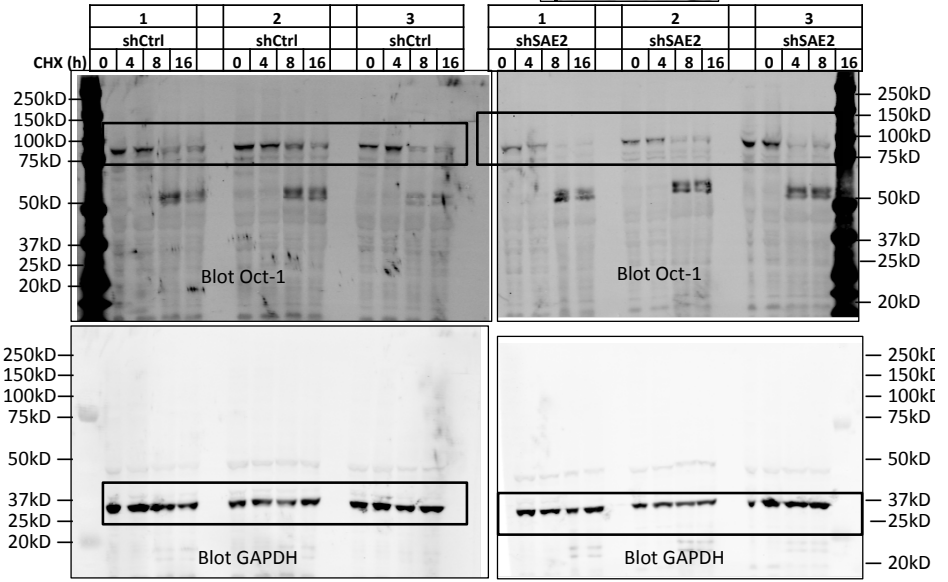 1 2 3 1 2 3
shCtrl shCtrl shCtrl shSAE2 shSAE2 shSAE2
CHX (h) 0 4 8 16 0 4 8 16 0 4 8 16 0 4 8 16 0 4 8 16 0 4 8 16
250kD 250kD
150kD 150kD
100kD 100kD
75kD 75kD
50kD 50kD
37kD 37kD
25kD 25kD
20kD 20kD
Blot Oct-1 Blot Oct-1
250kD 250kD
150kD 150kD
100kD 100kD
75kD 75kD
50kD 50kD
37kD 37kD
25kD 25kD
20kD 20kD
Blot GAPDH Blot GAPDH